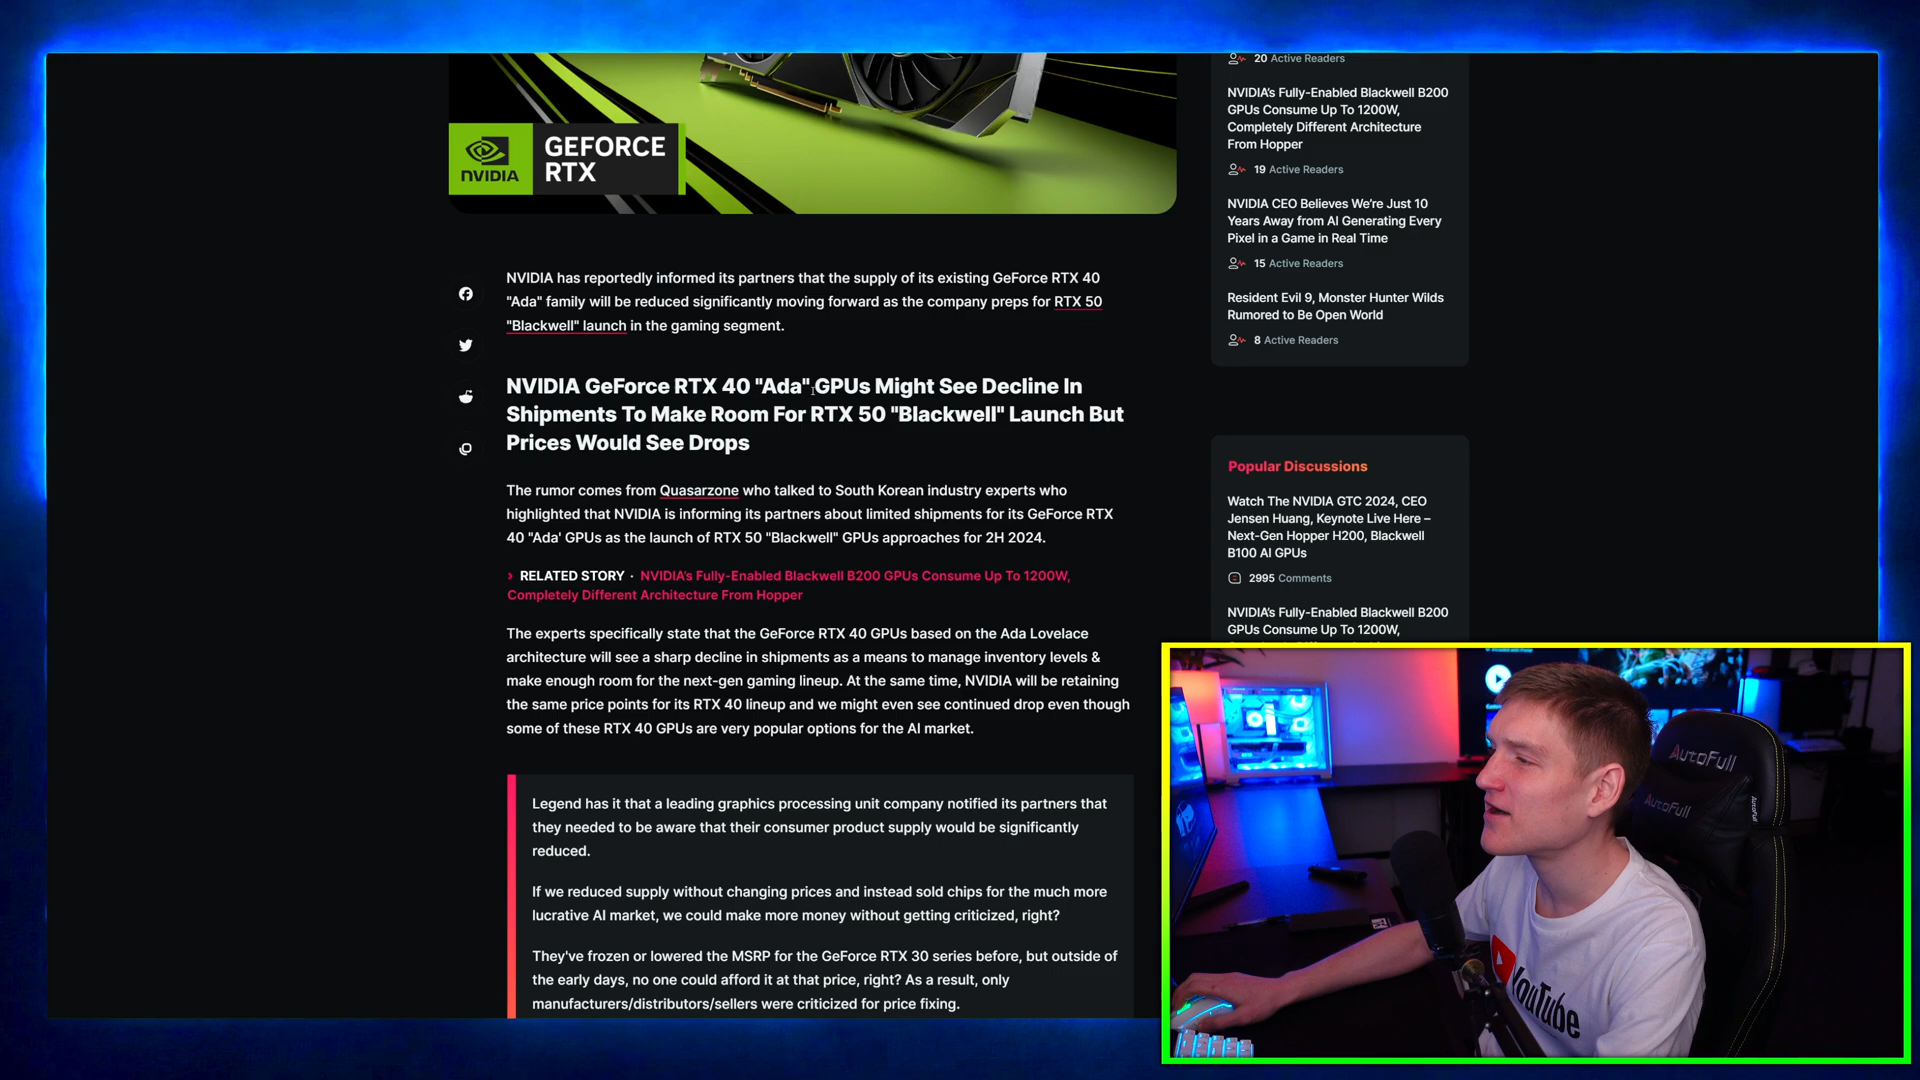 NVIDIA
GEFORCE
RTX
NVIDIA has reportedly informed its partners that the supply of its existing GeForce RTX 40
"Ada" family will be reduced significantly moving forward as the company preps for RTX 50
"Blackwell" launch in the gaming segment.
NVIDIA GeForce RTX 40 "Ada" GPUs Might See Decline In
Shipments To Make Room For RTX 50 "Blackwell" Launch But
Prices Would See Drops
The rumor comes from Quasarzone who talked to South Korean industry experts who
highlighted that NVIDIA is informing its partners about limited shipments for its GeForce RTX
40 "Ada' GPUs as the launch of RTX 50 "Blackwell" GPUs approaches for 2H 2024.
› RELATED STORY · NVIDIA's Fully-Enabled Blackwell B200 GPUs Consume Up To 1200W,
Completely Different Architecture From Hopper
The experts specifically state that the GeForce RTX 40 GPUs based on the Ada Lovelace
architecture will see a sharp decline in shipments as a means to manage inventory levels &
make enough room for the next-gen gaming lineup. At the same time, NVIDIA will be retaining
the same price points for its RTX 40 lineup and we might even see continued drop even though
some of these RTX 40 GPUs are very popular options for the AI market.
Legend has it that a leading graphics processing unit company notified its partners that
they needed to be aware that their consumer product supply would be significantly
reduced.
If we reduced supply without changing prices and instead sold chips for the much more
lucrative AI market, we could make more money without getting criticized, right?
They've frozen or lowered the MSRP for the GeForce RTX 30 series before, but outside of
the early days, no one could afford it at that price, right? As a result, only
manufacturers/distributors/sellers were criticized for price fixing.
20 Active Readers
NVIDIA's Fully-Enabled Blackwell B200
GPUs Consume Up To 1200W,
Completely Different Architecture
From Hopper
19 Active Readers
NVIDIA CEO Believes We're Just 10
Years Away from AI Generating Every
Pixel in a Game in Real Time
15 Active Readers
Resident Evil 9, Monster Hunter Wilds
Rumored to Be Open World
8 Active Readers
Popular Discussions
Watch The NVIDIA GTC 2024, CEO
Jensen Huang, Keynote Live Here –
Next-Gen Hopper H200, Blackwell
B100 AI GPUs
2995 Comments
NVIDIA's Fully-Enabled Blackwell B200
GPUs Consume Up To 1200W,
AutoFull
AutoFull
YouTube